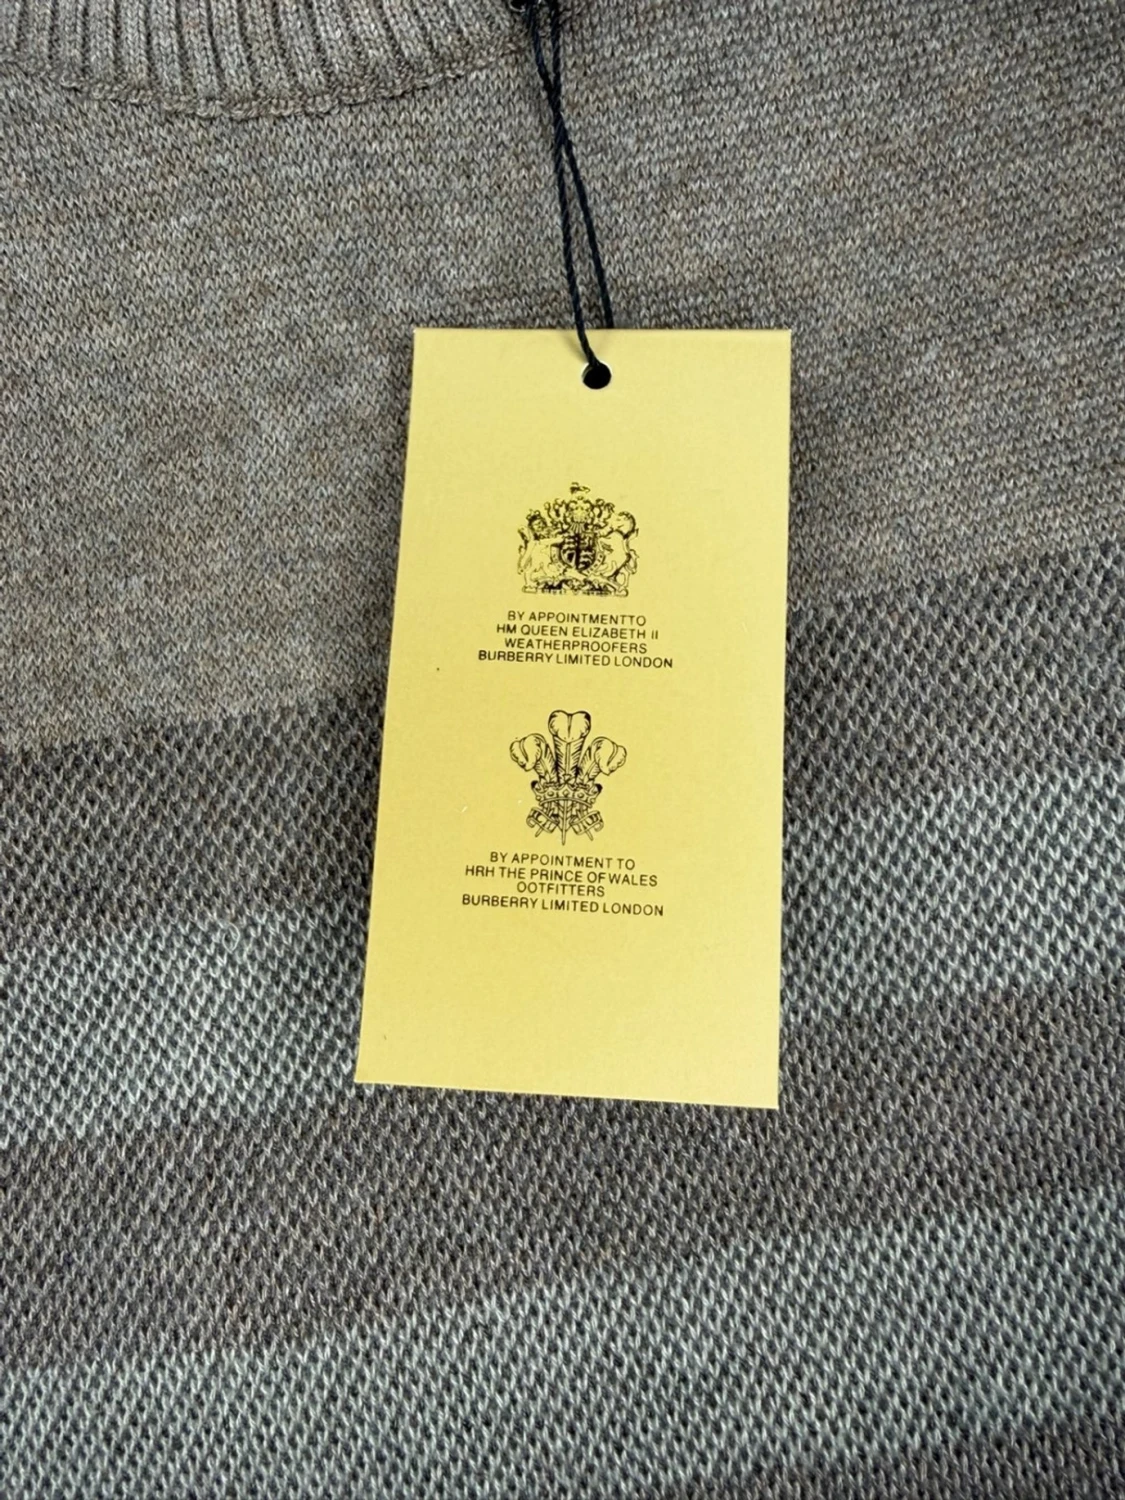 BY APPOINTMENTTO
HM QUEEN ELIZABETH II
WEATHERPROOFERS
BURBERRY LIMITED LONDON
BY APPOINTMENT TO
HRH THE PRINCE OF WALES
OOTFITTERS
BURBERRY LIMITED LONDON